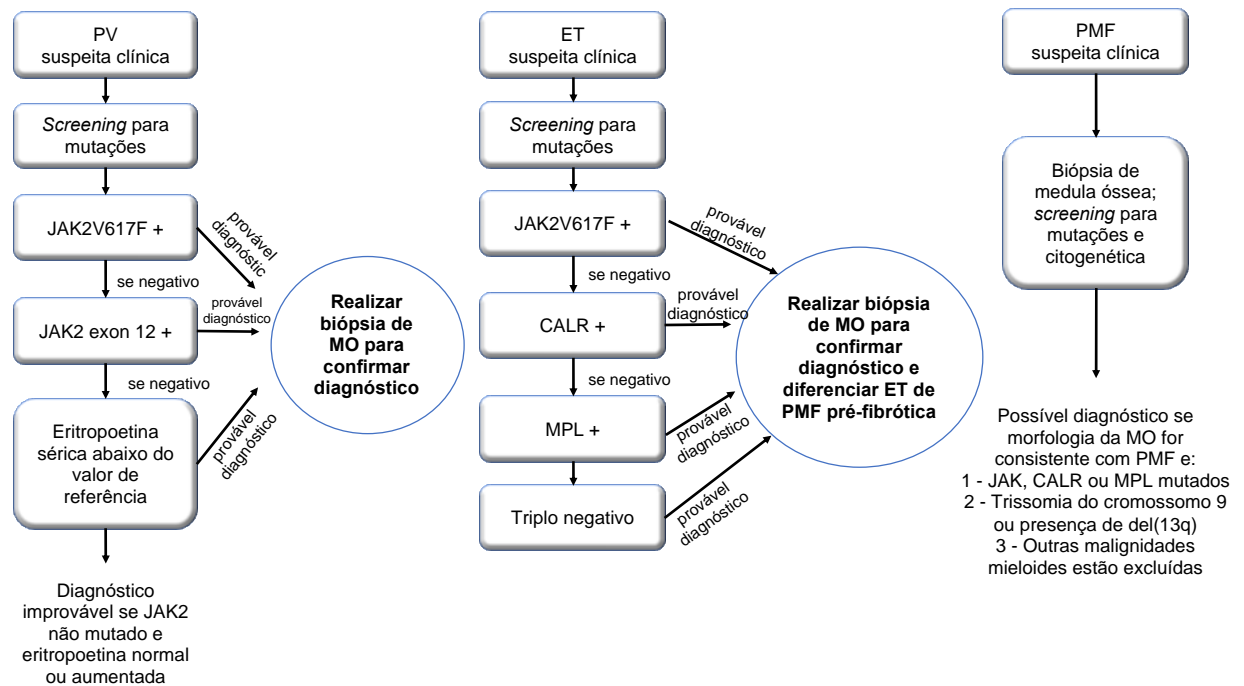 PV
suspeita clínica
Screening para
mutações
JAK2V617F +
provável
diagnóstic
se negativo
JAK2 exon 12 +
provável
diagnóstico
se negativo
Eritropoetina
sérica abaixo do
valor de
referência
provável
diagnóstico
Diagnóstico
improvável se JAK2
não mutado e
eritropoetina normal
ou aumentada
Realizar
biópsia de
MO para
confirmar
diagnóstico
ET
suspeita clínica
Screening para
mutações
JAK2V617F +
provável
diagnóstico
se negativo
CALR +
provável
diagnóstico
se negativo
MPL +
provável
diagnóstico
Triplo negativo
provável
diagnóstico
Realizar biópsia
de MO para
confirmar
diagnóstico e
diferenciar ET de
PMF pré-fibrótica
PMF
suspeita clínica
Biópsia de
medula óssea;
screening para
mutações e
citogenética
Possível diagnóstico se
morfologia da MO for
consistente com PMF e:
1 - JAK, CALR ou MPL mutados
2 - Trissomia do cromossomo 9
ou presença de del(13q)
3 - Outras malignidades
mieloides estão excluídas